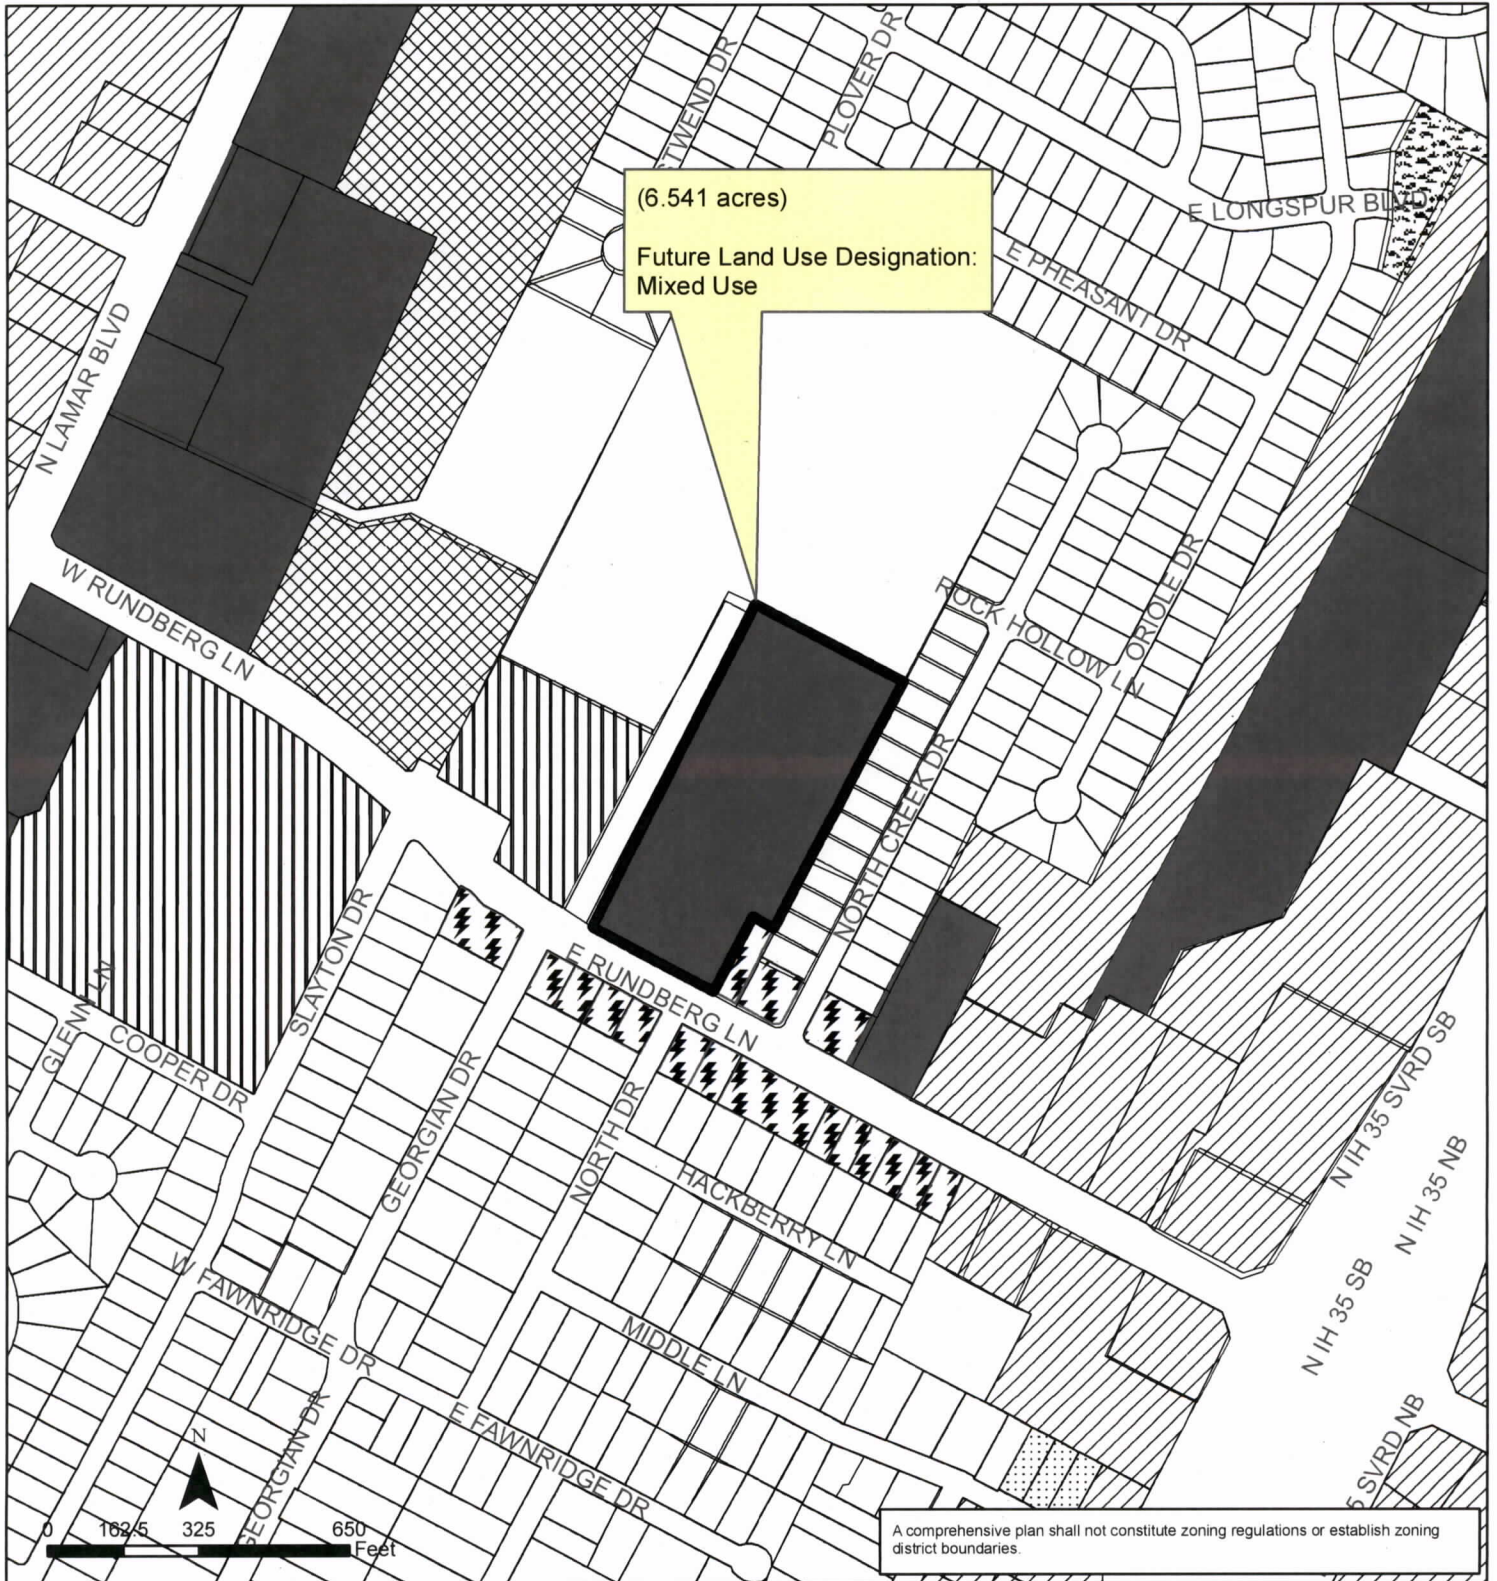 PLOVER DR
(6.541 acres)
Future Land Use Designation:
Mixed Use
E LONGSPUR BLVD
E PHEASANT DR
N LAMAR BLVD
W RUNDBERG LN
ROCK HOLLOW LN
ORIOLE DR
NORTH CREEK DR
SLAYTON DR
E RUNDBERG LN
GLENN LN
COOPER DR
GEORGIAN DR
NORTH DR
HACKBERRY LN
N IH 35 SVRD SB
N IH 35 NB
N IH 35 SB
W FAWNRIDGE DR
MIDDLE LN
E FAWNRIDGE DR
GEORGIAN DR
5 SVRD NB
N
0 162.5 325 650
Feet
A comprehensive plan shall not constitute zoning regulations or establish zoning
district boundaries.